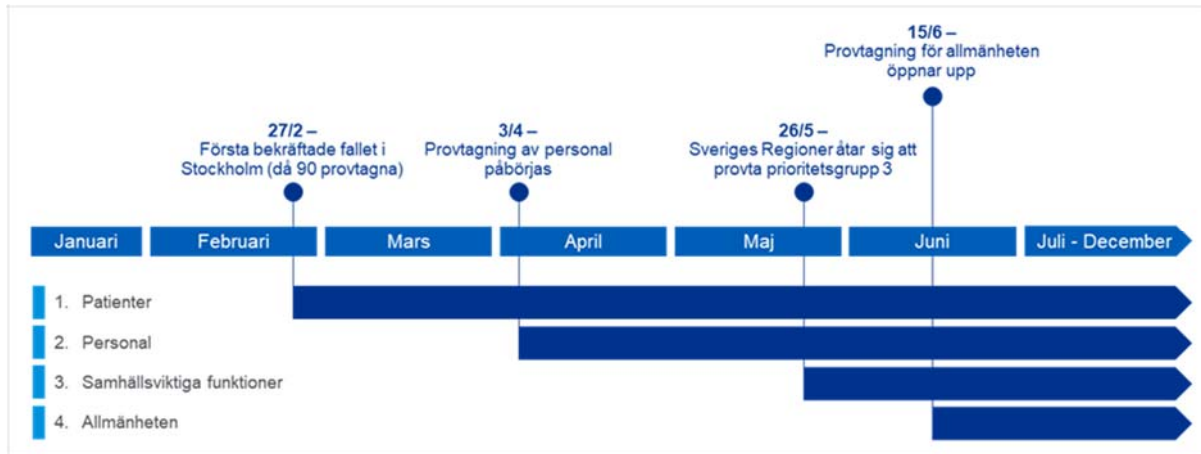 15/6 –
Provtagning för allmänheten
öppnar upp
27/2 –
Första bekräftade fallet i
Stockholm (då 90 provtagna)
3/4 –
Provtagning av personal
påbörjas
26/5 –
Sveriges Regioner åtar sig att
provta prioritetsgrupp 3
Januari
Februari
Mars
April
Maj
Juni
Juli - December
1. Patienter
2. Personal
3. Samhällsviktiga funktioner
4. Allmänheten